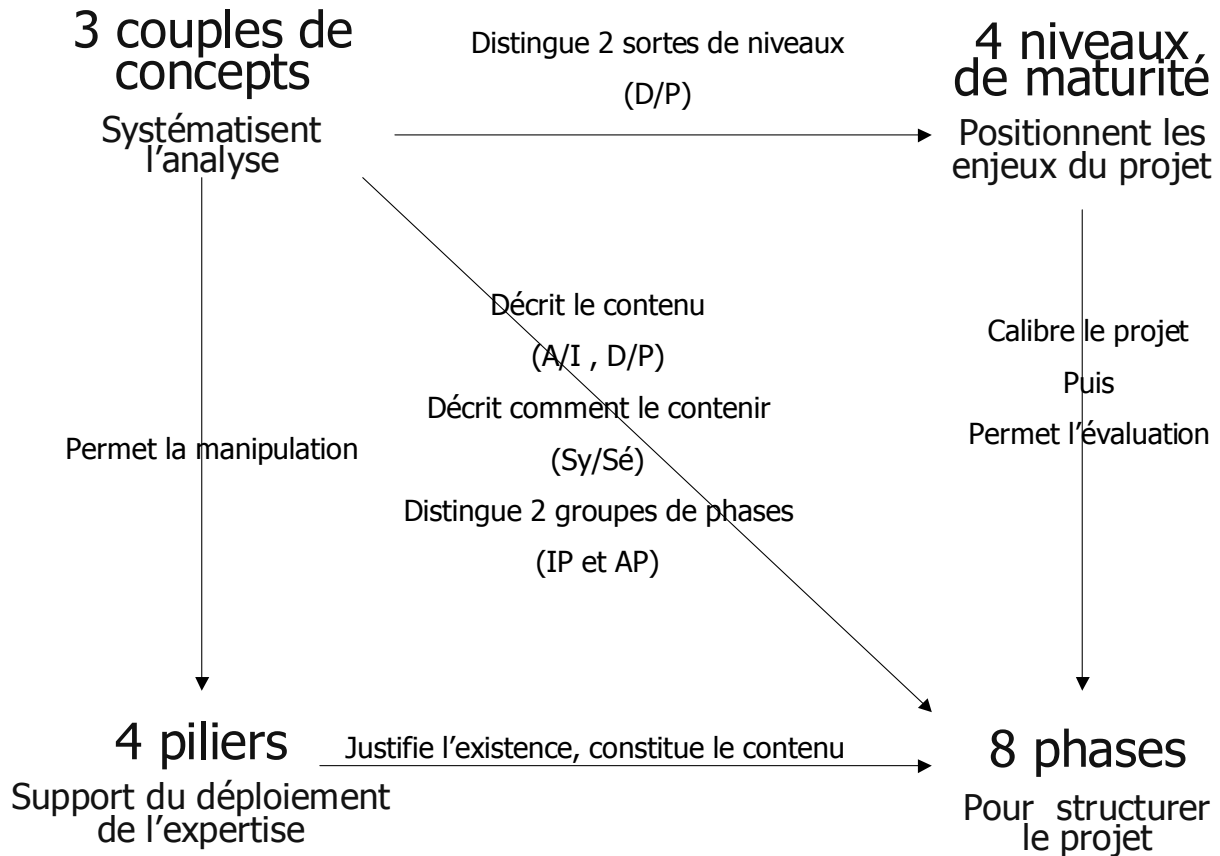 3 couples de
concepts
Systématisent
l'analyse
Distingue 2 sortes de niveaux
(D/P)
4 niveaux
de maturité
Positionnent les
enjeux du projet
Décrit le contenu
(A/I , D/P)
Décrit comment le contenir
(Sy/Sé)
Distingue 2 groupes de phases
(IP et AP)
Calibre le projet
Puis
Permet l'évaluation
Permet la manipulation
4 piliers
Support du déploiement
de l'expertise
Justifie l'existence, constitue le contenu
8 phases
Pour structurer
le projet